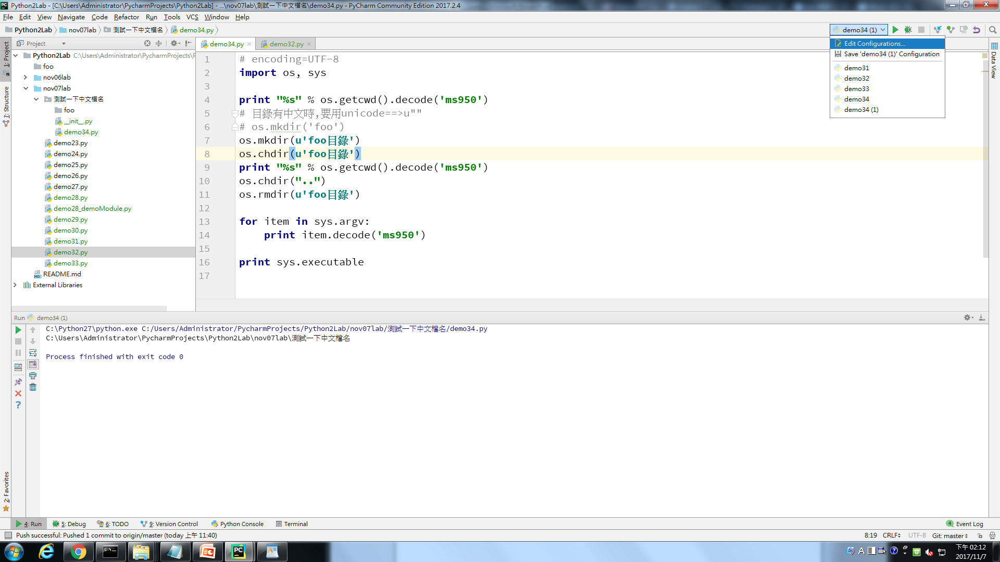 Python2Lab - [C:\Users\Administrator\PycharmProjects\Python2Lab] - ...\nov07lab\測試一下中文檔名\demo34.py - PyCharm Community Edition 2017.2.4
File Edit View Navigate Code Refactor Run Tools VCS Window Help
Python2Lab nov07lab 測試一下中文檔名 demo34.py
demo34 (1)
Edit Configurations...
Save 'demo34 (1)' Configuration
demo31
demo32
demo33
demo34
demo34 (1)
1: Project
7: Structure
2: Favorites
Data View
Project
Python2Lab C:\Users\Administrator\PycharmProjects\P
foo
nov06lab
nov07lab
測試一下中文檔名
foo
__init__.py
demo34.py
demo23.py
demo24.py
demo25.py
demo26.py
demo27.py
demo28.py
demo28_demoModule.py
demo29.py
demo30.py
demo31.py
demo32.py
demo33.py
README.md
External Libraries
demo34.py demo32.py
1 # encoding=UTF-8
2 import os, sys
3
4 print "%s" % os.getcwd().decode('ms950')
5 # 目錄有中文時,要用unicode==>u""
6 # os.mkdir('foo')
7 os.mkdir(u'foo目錄')
8 os.chdir(u'foo目錄')
9 print "%s" % os.getcwd().decode('ms950')
10 os.chdir("..")
11 os.rmdir(u'foo目錄')
12
13 for item in sys.argv:
14 print item.decode('ms950')
15
16 print sys.executable
17
Run demo34 (1)
C:\Python27\python.exe C:/Users/Administrator/PycharmProjects/Python2Lab/nov07lab/測試一下中文檔名/demo34.py
C:\Users\Administrator\PycharmProjects\Python2Lab\nov07lab\測試一下中文檔名
Process finished with exit code 0
4: Run 5: Debug 6: TODO 9: Version Control Python Console Terminal 4 Event Log
Push successful: Pushed 1 commit to origin/master (today 上午 11:40) 8:19 CRLF UTF-8 Git: master
下午 02:12
2017/11/7